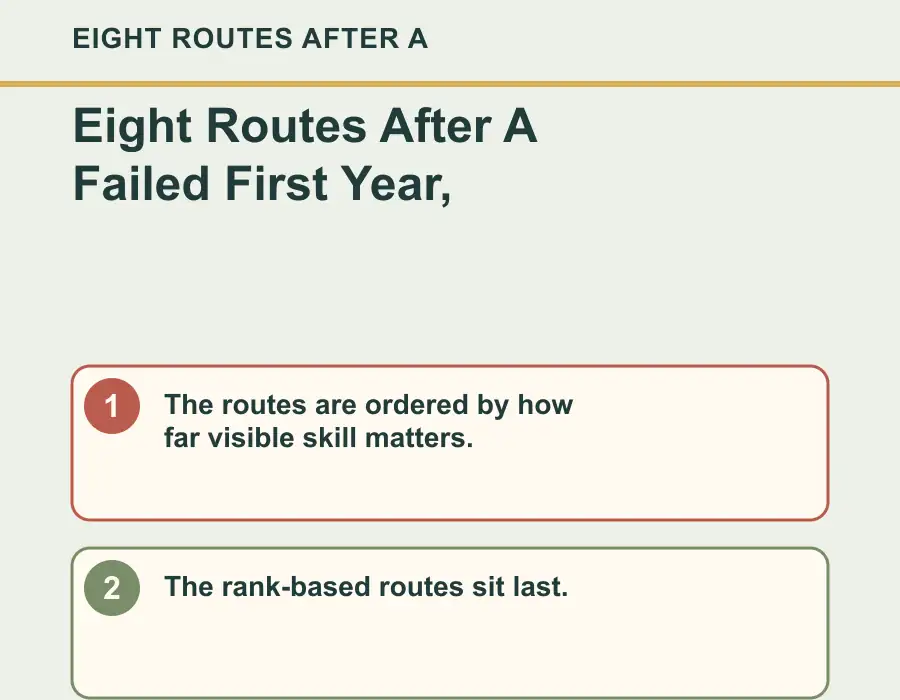 EIGHT ROUTES AFTER A
Eight Routes After A
Failed First Year,
1
The routes are ordered by how
far visible skill matters.
2
The rank-based routes sit last.